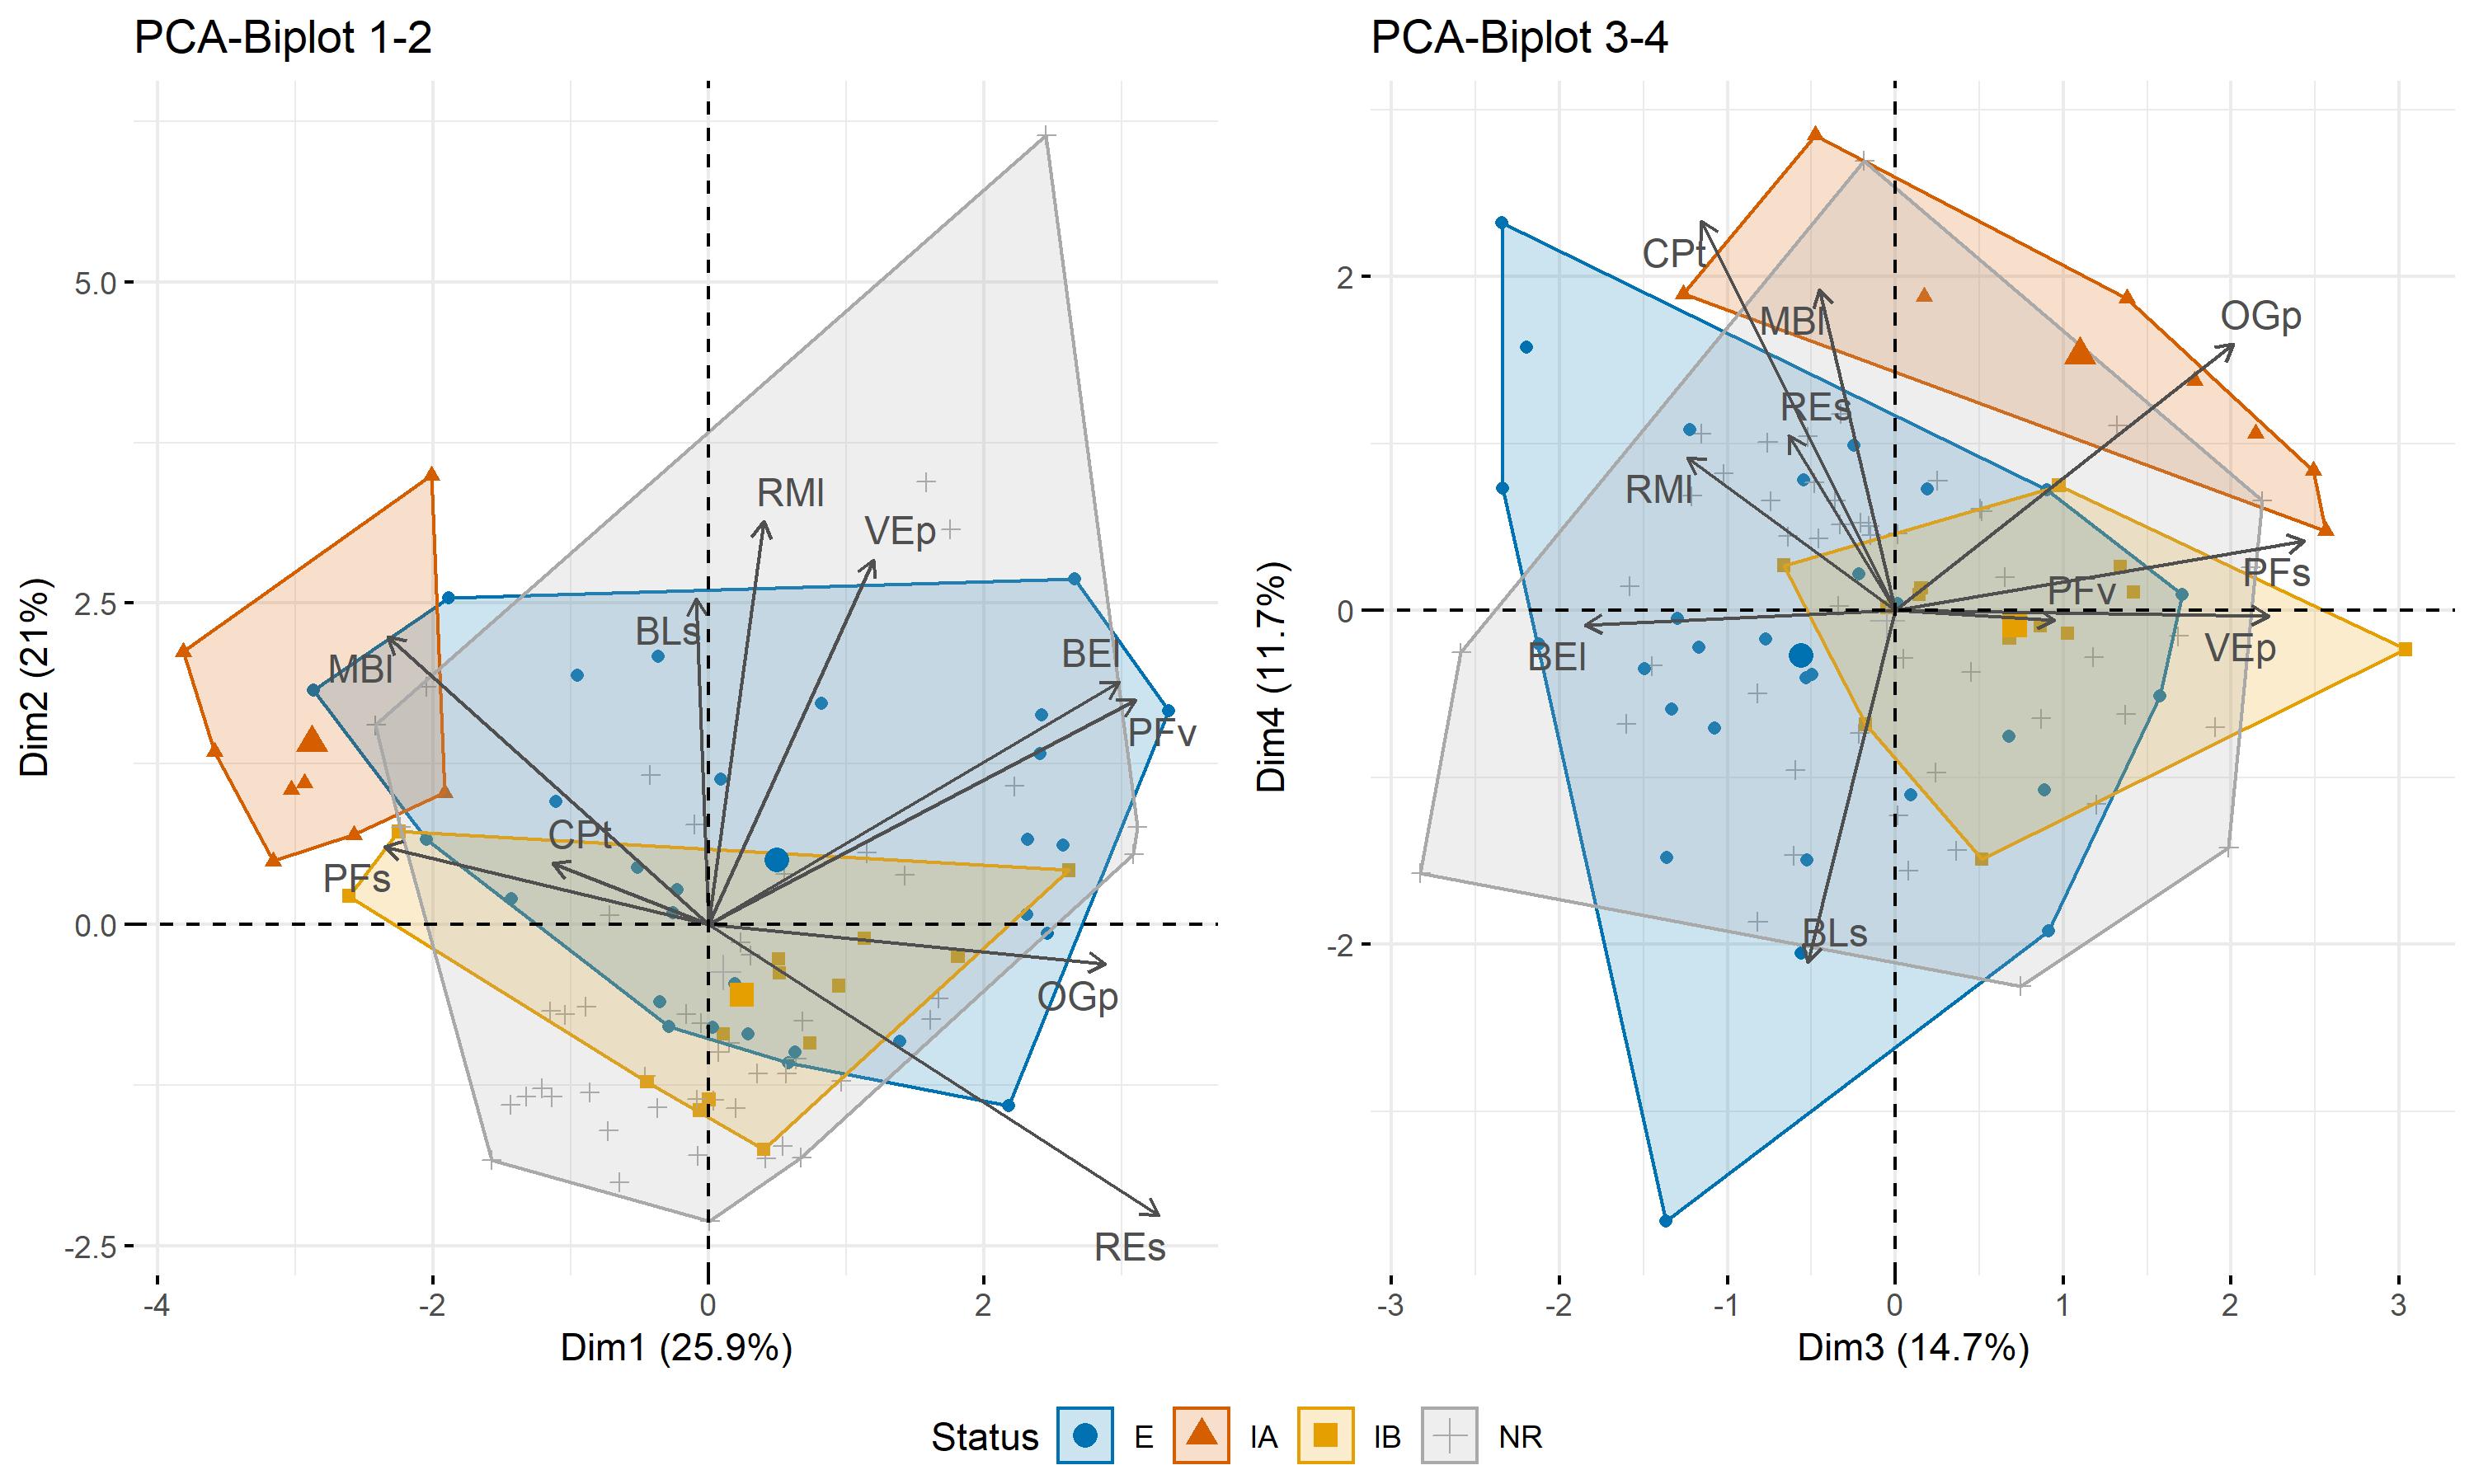 PCA-Biplot 1-2
PCA-Biplot 3-4
Dim2 (21%)
5.0
2.5
0.0
-2.5
RMI
VEp
BLs
MBI
BEI
PFv
CPt
PFs
OGp
REs
-4
-2
0
2
Dim1 (25.9%)
Dim4 (11.7%)
2
0
-2
CPt
MBI
OGp
REs
RMI
PFs
PFv
BEI
VEp
BLs
-3
-2
-1
0
1
2
3
Dim3 (14.7%)
Status E IA IB NR